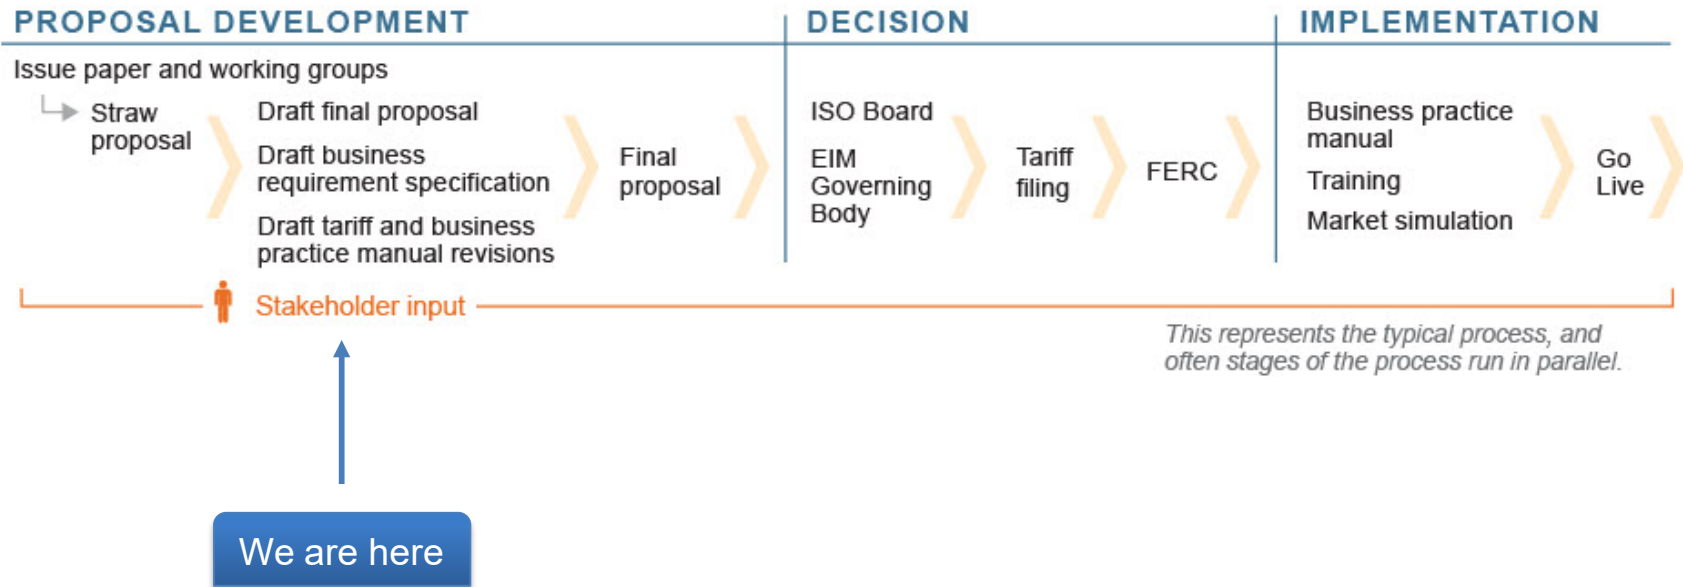 PROPOSAL DEVELOPMENT
Issue paper and working groups
Straw
proposal
Draft final proposal
Draft business
requirement specification
Draft tariff and business
practice manual revisions
Final
proposal
DECISION
ISO Board
EIM
Governing
Body
Tariff
filing
FERC
IMPLEMENTATION
Business practice
manual
Training
Market simulation
Go
Live
Stakeholder input
This represents the typical process, and
often stages of the process run in parallel.
We are here